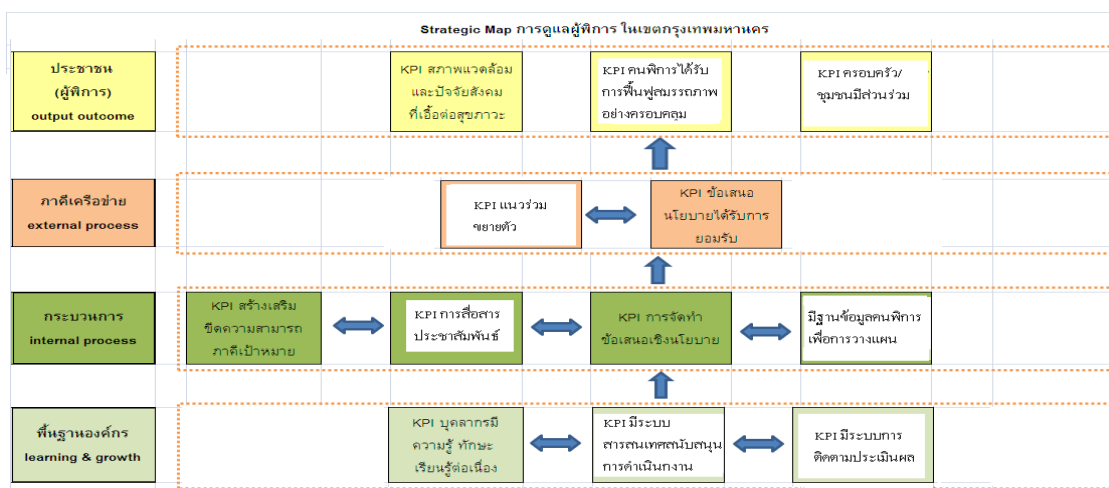 Strategic Map การดูแลผู้พิการ ในเขตกรุงเทพมหานคร
ประชาชน
(ผู้พิการ)
output outcome
KPI สภาพแวดล้อม
และปัจจัยสังคม
ที่เอื้อต่อสุขภาวะ
KPI คนพิการได้รับ
การฟื้นฟูสมรรถภาพ
อย่างครอบคลุม
KPI ครอบครัว/
ชุมชนมีส่วนร่วม
ภาคีเครือข่าย
external process
KPI แนวร่วม
ขยายตัว
KPI ข้อเสนอ
นโยบายได้รับการ
ยอมรับ
กระบวนการ
internal process
KPI สร้างเสริม
ขีดความสามารถ
ภาคีเป้าหมาย
KPI การสื่อสาร
ประชาสัมพันธ์
KPI การจัดทำ
ข้อเสนอเชิงนโยบาย
มีฐานข้อมูลคนพิการ
เพื่อการวางแผน
พื้นฐานองค์กร
learning & growth
KPI บุคลากรมี
ความรู้ ทักษะ
เรียนรู้ต่อเนื่อง
KPI มีระบบ
สารสนเทศสนับสนุน
การดำเนินกงาน
KPI มีระบบการ
ติดตามประเมินผล